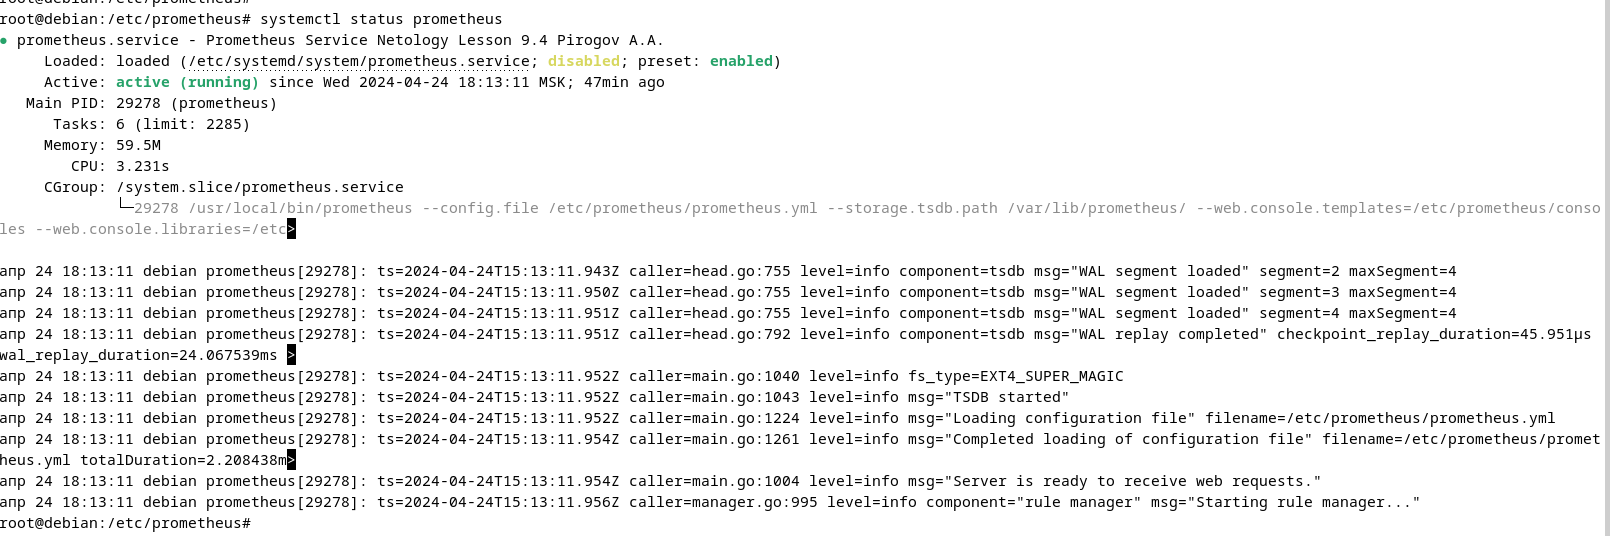 root@debian:/etc/prometheus#
root@debian:/etc/prometheus# systemctl status prometheus
● prometheus.service - Prometheus Service Netology Lesson 9.4 Pirogov A.A.
     Loaded: loaded (/etc/systemd/system/prometheus.service; disabled; preset: enabled)
     Active: active (running) since Wed 2024-04-24 18:13:11 MSK; 47min ago
   Main PID: 29278 (prometheus)
      Tasks: 6 (limit: 2285)
     Memory: 59.5M
        CPU: 3.231s
     CGroup: /system.slice/prometheus.service
             └─29278 /usr/local/bin/prometheus --config.file /etc/prometheus/prometheus.yml --storage.tsdb.path /var/lib/prometheus/ --web.console.templates=/etc/prometheus/conso
les --web.console.libraries=/etc>
апр 24 18:13:11 debian prometheus[29278]: ts=2024-04-24T15:13:11.943Z caller=head.go:755 level=info component=tsdb msg="WAL segment loaded" segment=2 maxSegment=4
апр 24 18:13:11 debian prometheus[29278]: ts=2024-04-24T15:13:11.950Z caller=head.go:755 level=info component=tsdb msg="WAL segment loaded" segment=3 maxSegment=4
апр 24 18:13:11 debian prometheus[29278]: ts=2024-04-24T15:13:11.951Z caller=head.go:755 level=info component=tsdb msg="WAL segment loaded" segment=4 maxSegment=4
апр 24 18:13:11 debian prometheus[29278]: ts=2024-04-24T15:13:11.951Z caller=head.go:792 level=info component=tsdb msg="WAL replay completed" checkpoint_replay_duration=45.951µs
wal_replay_duration=24.067539ms >
апр 24 18:13:11 debian prometheus[29278]: ts=2024-04-24T15:13:11.952Z caller=main.go:1040 level=info fs_type=EXT4_SUPER_MAGIC
апр 24 18:13:11 debian prometheus[29278]: ts=2024-04-24T15:13:11.952Z caller=main.go:1043 level=info msg="TSDB started"
апр 24 18:13:11 debian prometheus[29278]: ts=2024-04-24T15:13:11.952Z caller=main.go:1224 level=info msg="Loading configuration file" filename=/etc/prometheus/prometheus.yml
апр 24 18:13:11 debian prometheus[29278]: ts=2024-04-24T15:13:11.954Z caller=main.go:1261 level=info msg="Completed loading of configuration file" filename=/etc/prometheus/promet
heus.yml totalDuration=2.208438m>
апр 24 18:13:11 debian prometheus[29278]: ts=2024-04-24T15:13:11.954Z caller=main.go:1004 level=info msg="Server is ready to receive web requests."
апр 24 18:13:11 debian prometheus[29278]: ts=2024-04-24T15:13:11.956Z caller=manager.go:995 level=info component="rule manager" msg="Starting rule manager..."
root@debian:/etc/prometheus#